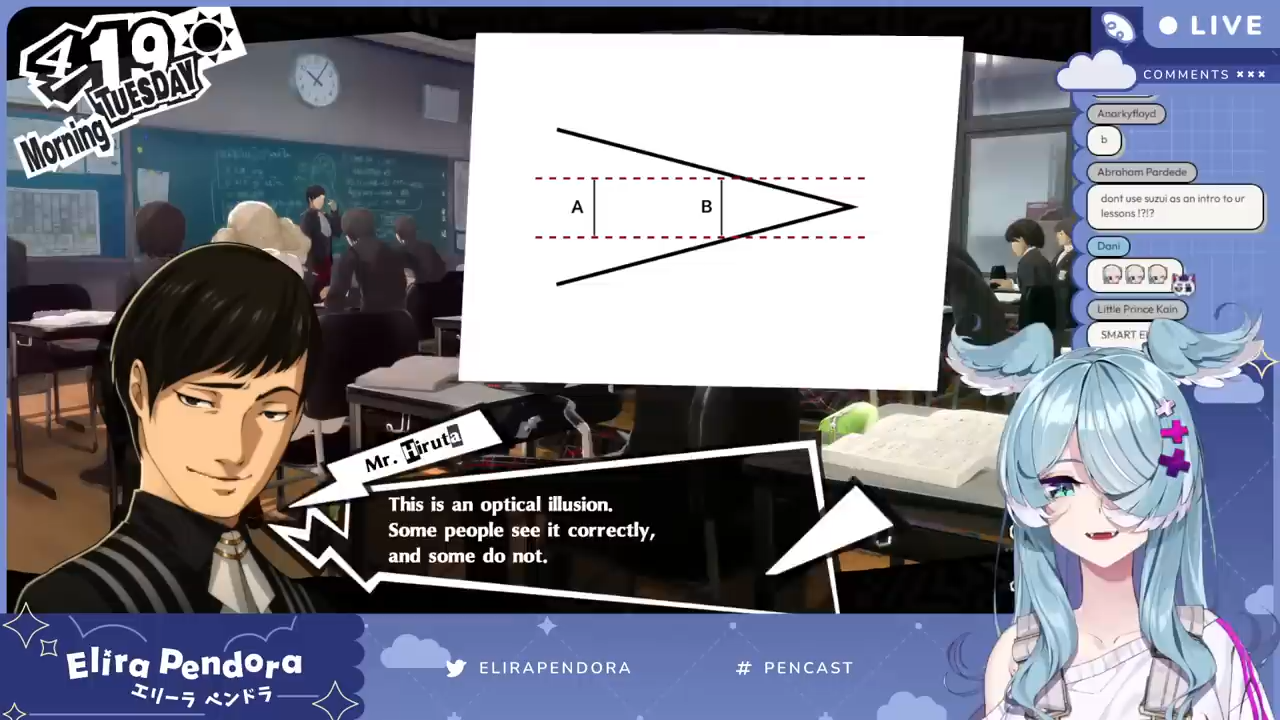 4 19
TUESDAY
Morning
A
B
Mr. Hiruta
This is an optical illusion.
Some people see it correctly,
and some do not.
LIVE
COMMENTS
Anarkyfloyd
b
Abraham Pardede
dont use suzui as an intro to ur
lessons !?!?
Dani
Little Prince Kain
SMART
Elira Pendora
エリーラ ペンドラ
ELIRAPENDORA
# PENCAST